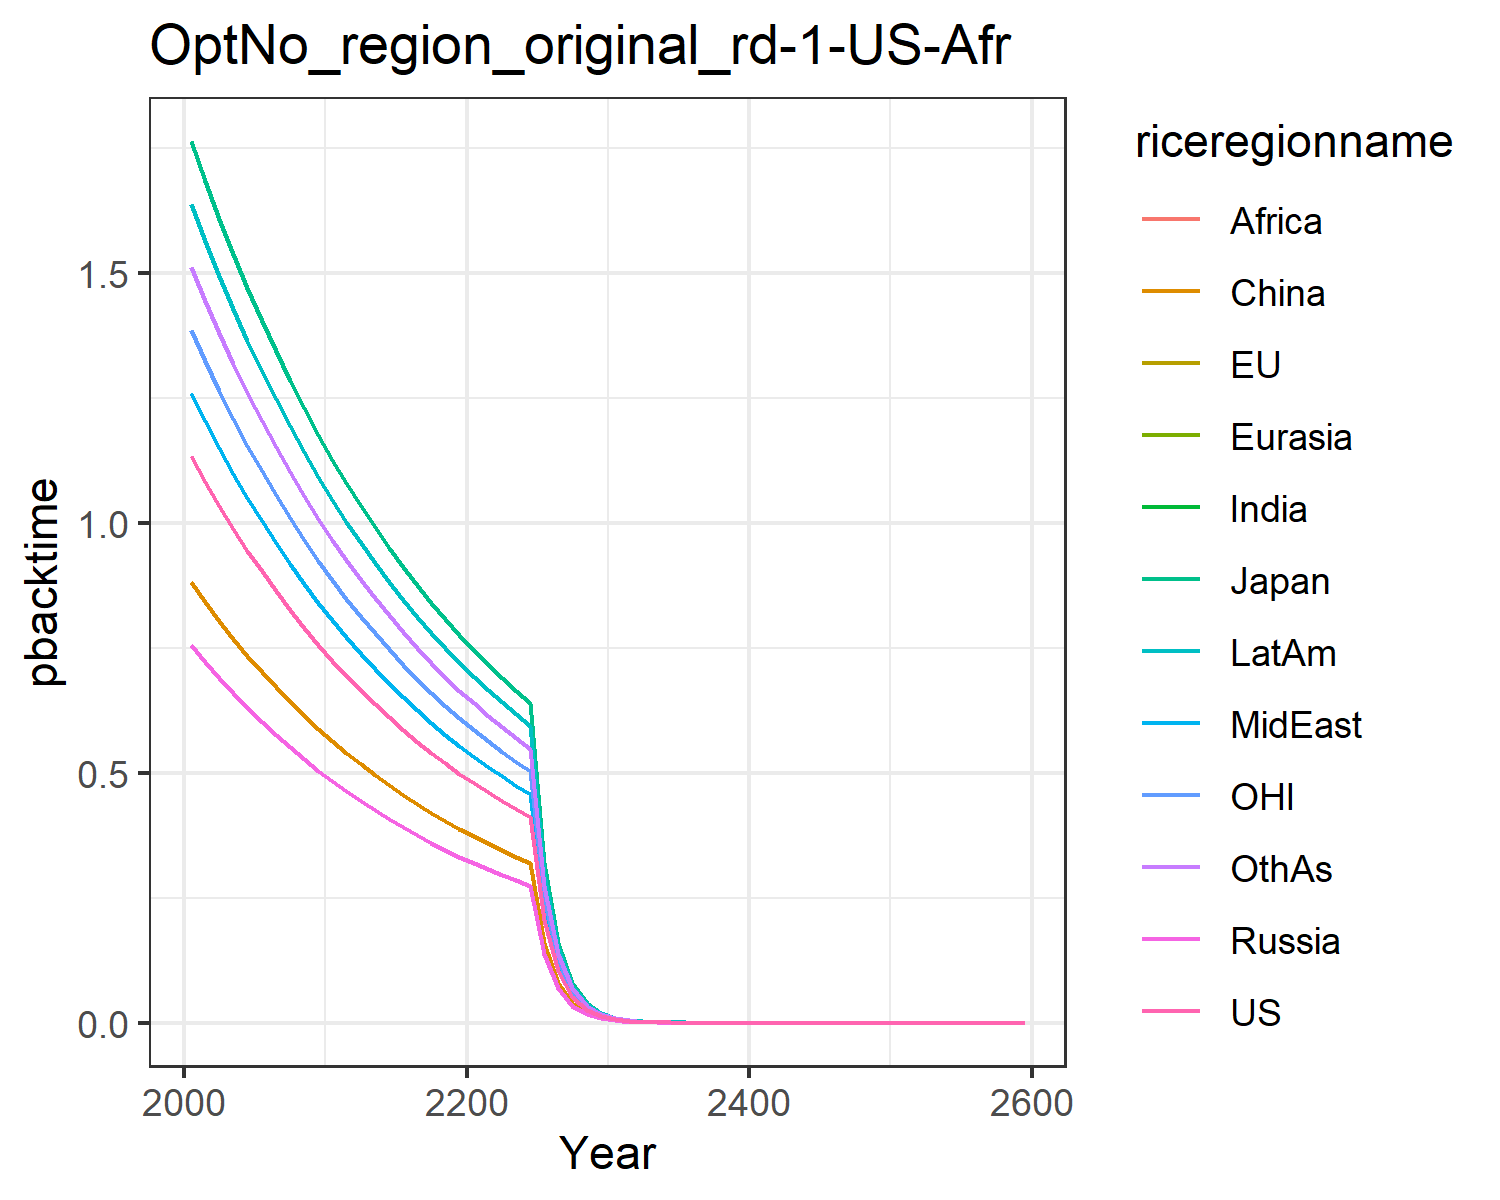 OptNo_region_original_rd-1-US-Afr
riceregionname
Africa
China
EU
Eurasia
India
Japan
LatAm
MidEast
OHI
OthAs
Russia
US
pbacktime
1.5
1.0
0.5
0.0
2000 2200 2400 2600
Year